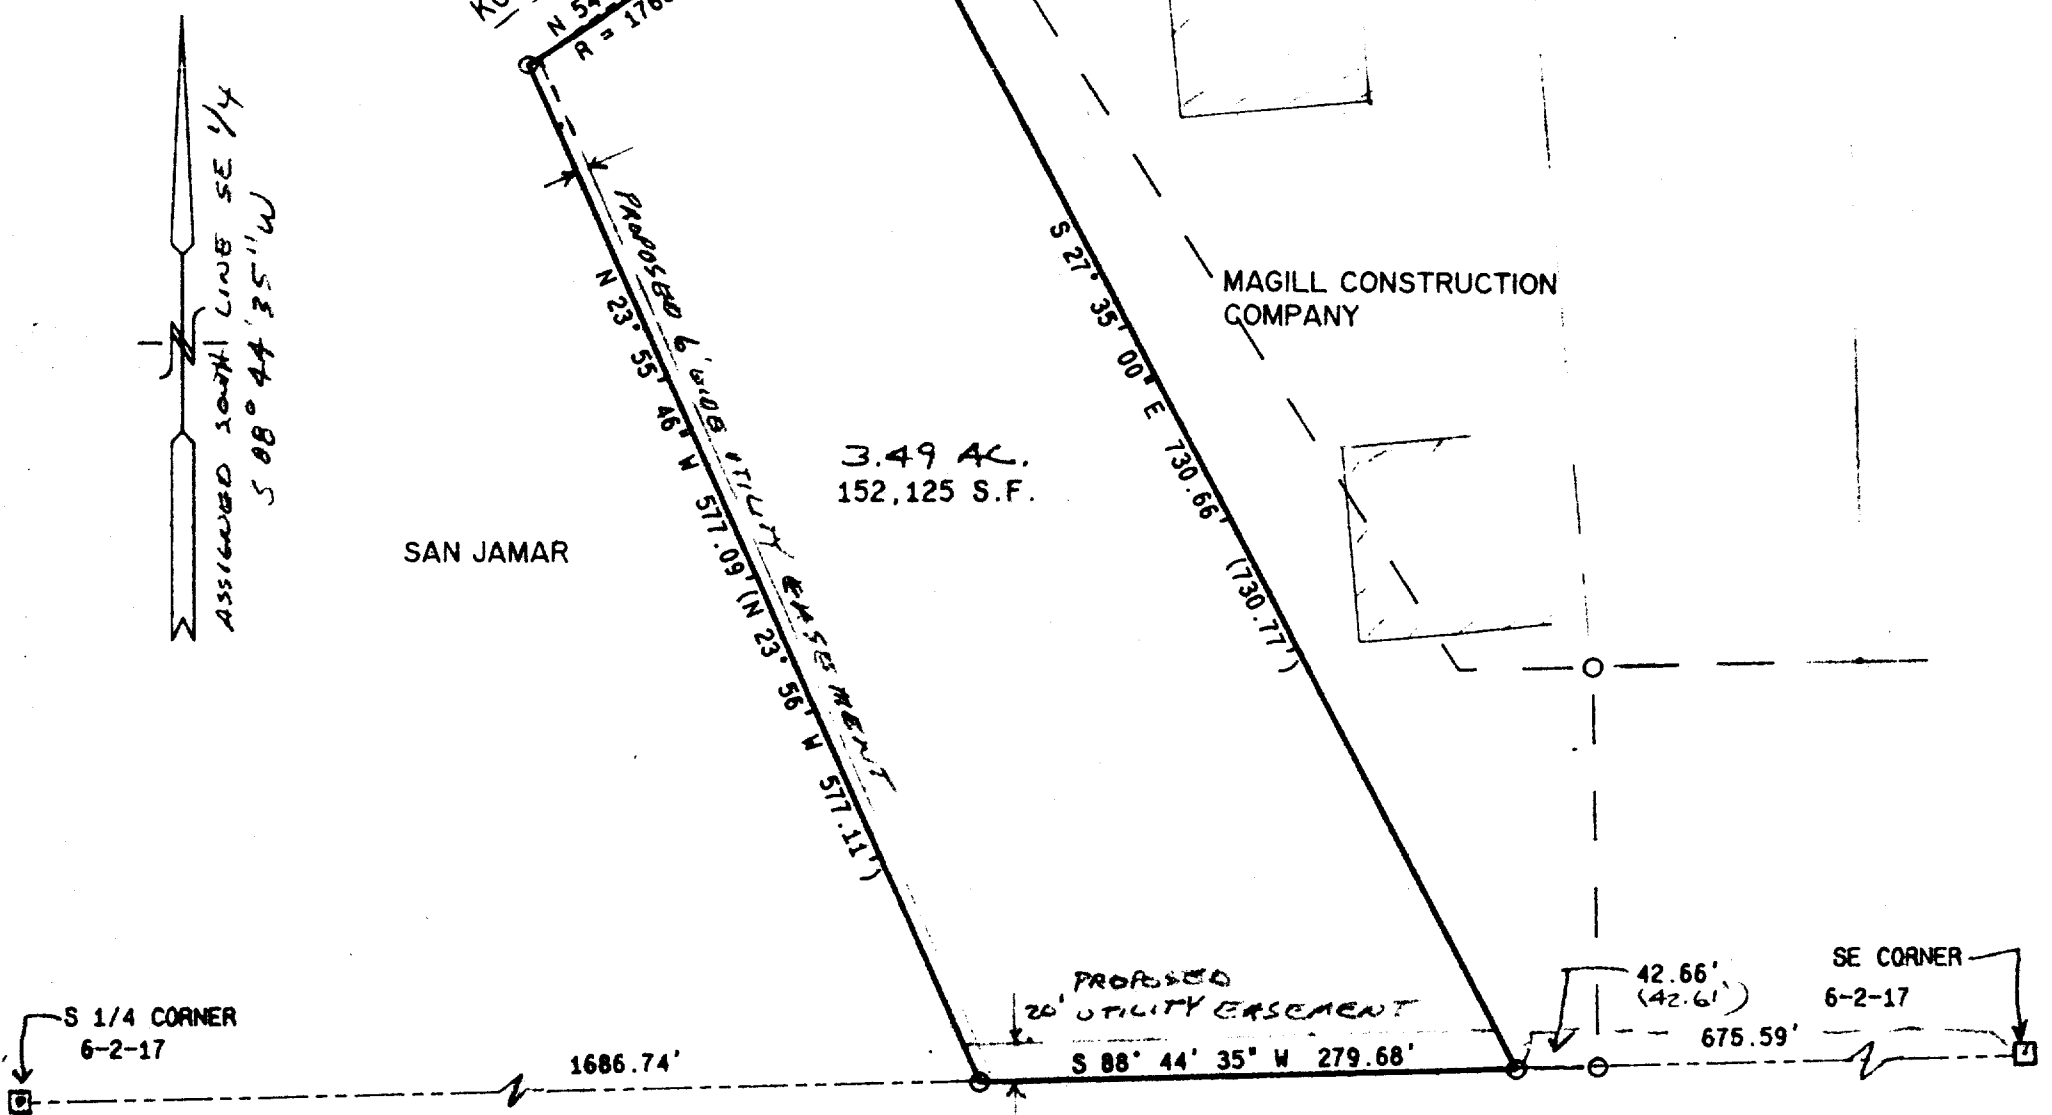 N 54
R = 176
ASSIGNED SOUTH LINE SE 1/4
S 88° 44' 35" W
PROPOSED 6' WIDE UTILITY EASEMENT
N 23° 55' 46" W 577.09' (N 23° 56' W 577.11')
S 27° 35' 00" E 730.66' (730.77')
MAGILL CONSTRUCTION
COMPANY
3.49 AC.
152,125 S.F.
SAN JAMAR
PROPOSED
20' UTILITY EASEMENT
S 88° 44' 35" W 279.68'
42.66'
(42.61')
SE CORNER
6-2-17
675.59'
S 1/4 CORNER
6-2-17
1686.74'